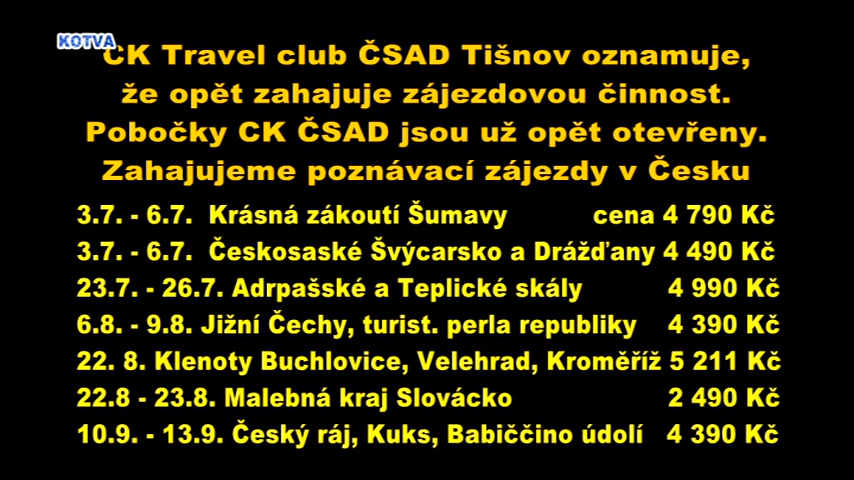 KOTVA
CK Travel club ČSAD Tišnov oznamuje,
že opět zahajuje zájezdovou činnost.
Pobočky CK ČSAD jsou už opět otevřeny.
Zahajujeme poznávací zájezdy v Česku
3.7. - 6.7. Krásná zákoutí Šumavy cena 4 790 Kč
3.7. - 6.7. Českosaské Švýcarsko a Drážďany 4 490 Kč
23.7. - 26.7. Adrpašské a Teplické skály 4 990 Kč
6.8. - 9.8. Jižní Čechy, turist. perla republiky 4 390 Kč
22. 8. Klenoty Buchlovice, Velehrad, Kroměříž 5 211 Kč
22.8 - 23.8. Malebná kraj Slovácko 2 490 Kč
10.9. - 13.9. Český ráj, Kuks, Babiččino údolí 4 390 Kč